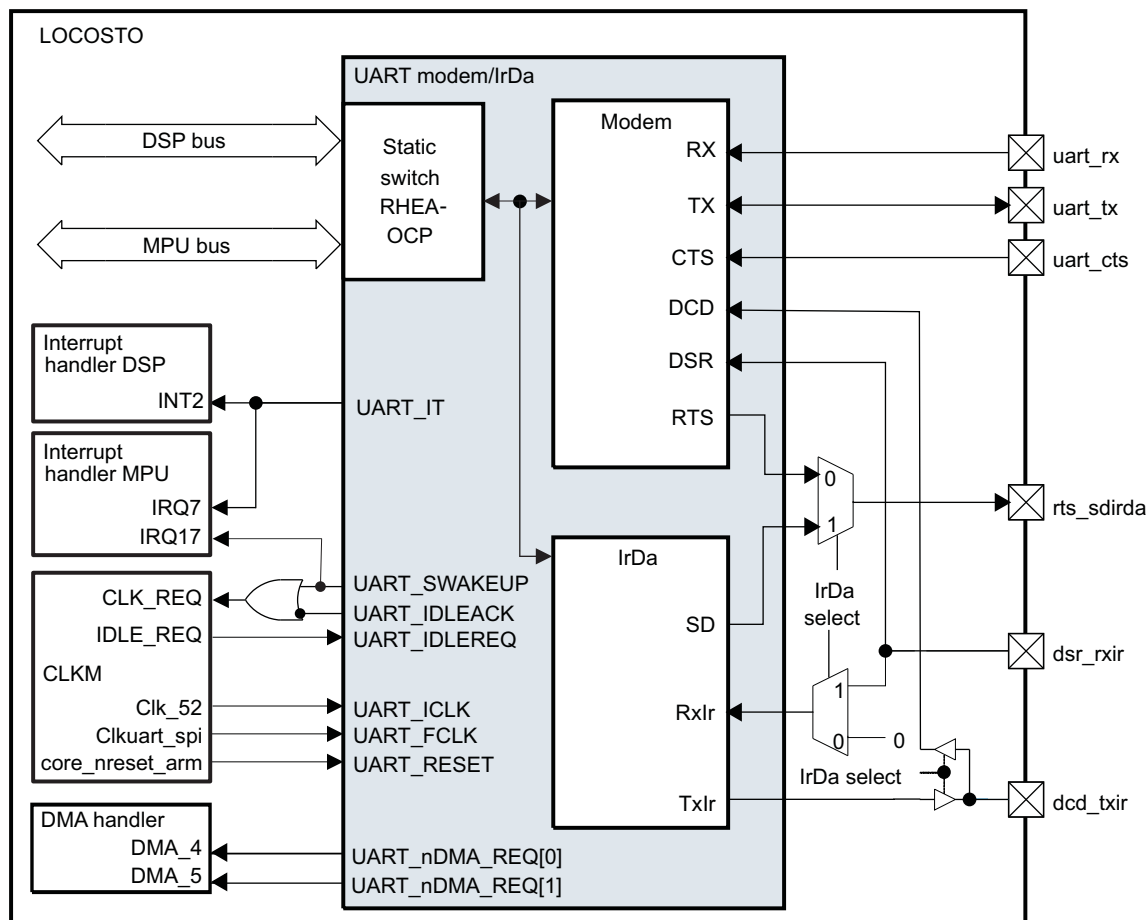 LOCOSTO
UART modem/IrDa
DSP bus
MPU bus
Static
switch
RHEA-
OCP
Modem
RX
TX
CTS
DCD
DSR
RTS
uart_rx
uart_tx
uart_cts
Interrupt
handler DSP
INT2
Interrupt
handler MPU
IRQ7
IRQ17
UART_IT
0
1
rts_sdirda
IrDa
select
IrDa
SD
RxIr
TxIr
CLK_REQ
IDLE_REQ
CLKM
Clk_52
Clkuart_spi
core_nreset_arm
UART_SWAKEUP
UART_IDLEACK
UART_IDLEREQ
UART_ICLK
UART_FCLK
UART_RESET
1
0
0
IrDa select
dsr_rxir
dcd_txir
DMA handler
DMA_4
DMA_5
UART_nDMA_REQ[0]
UART_nDMA_REQ[1]